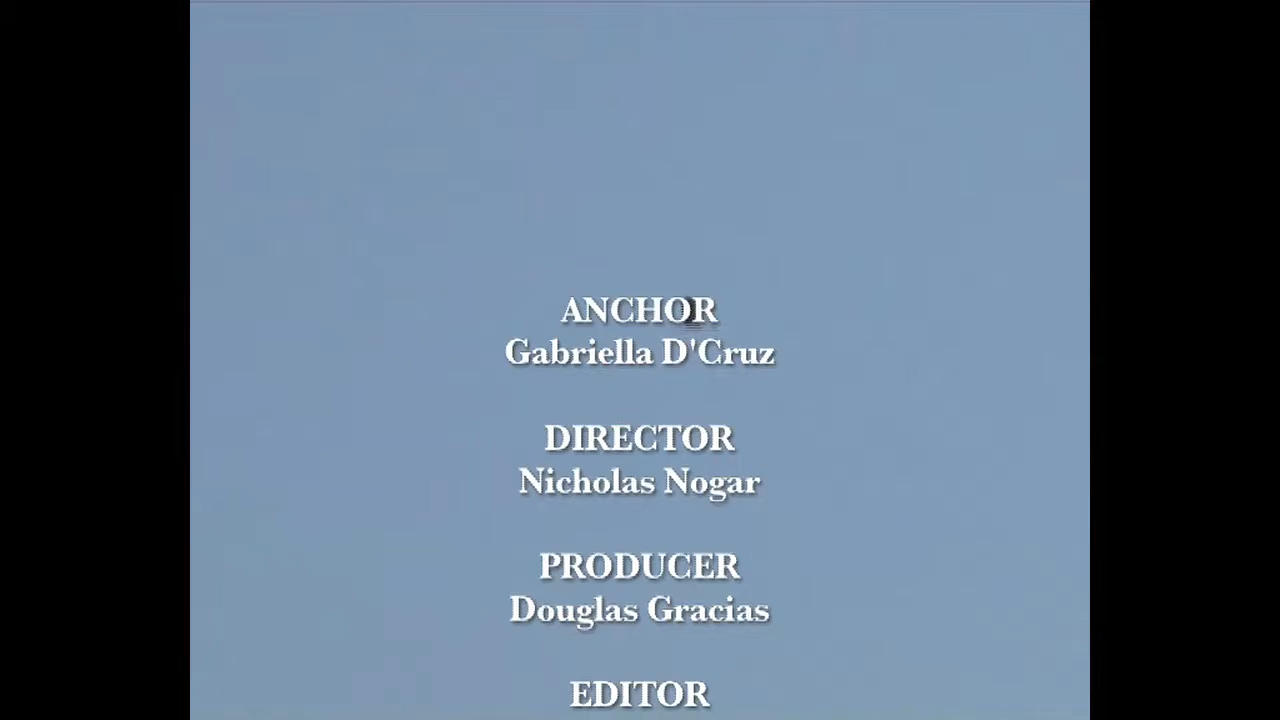 ANCHOR
Gabriella D'Cruz
DIRECTOR
Nicholas Nogar
PRODUCER
Douglas Gracias
EDITOR